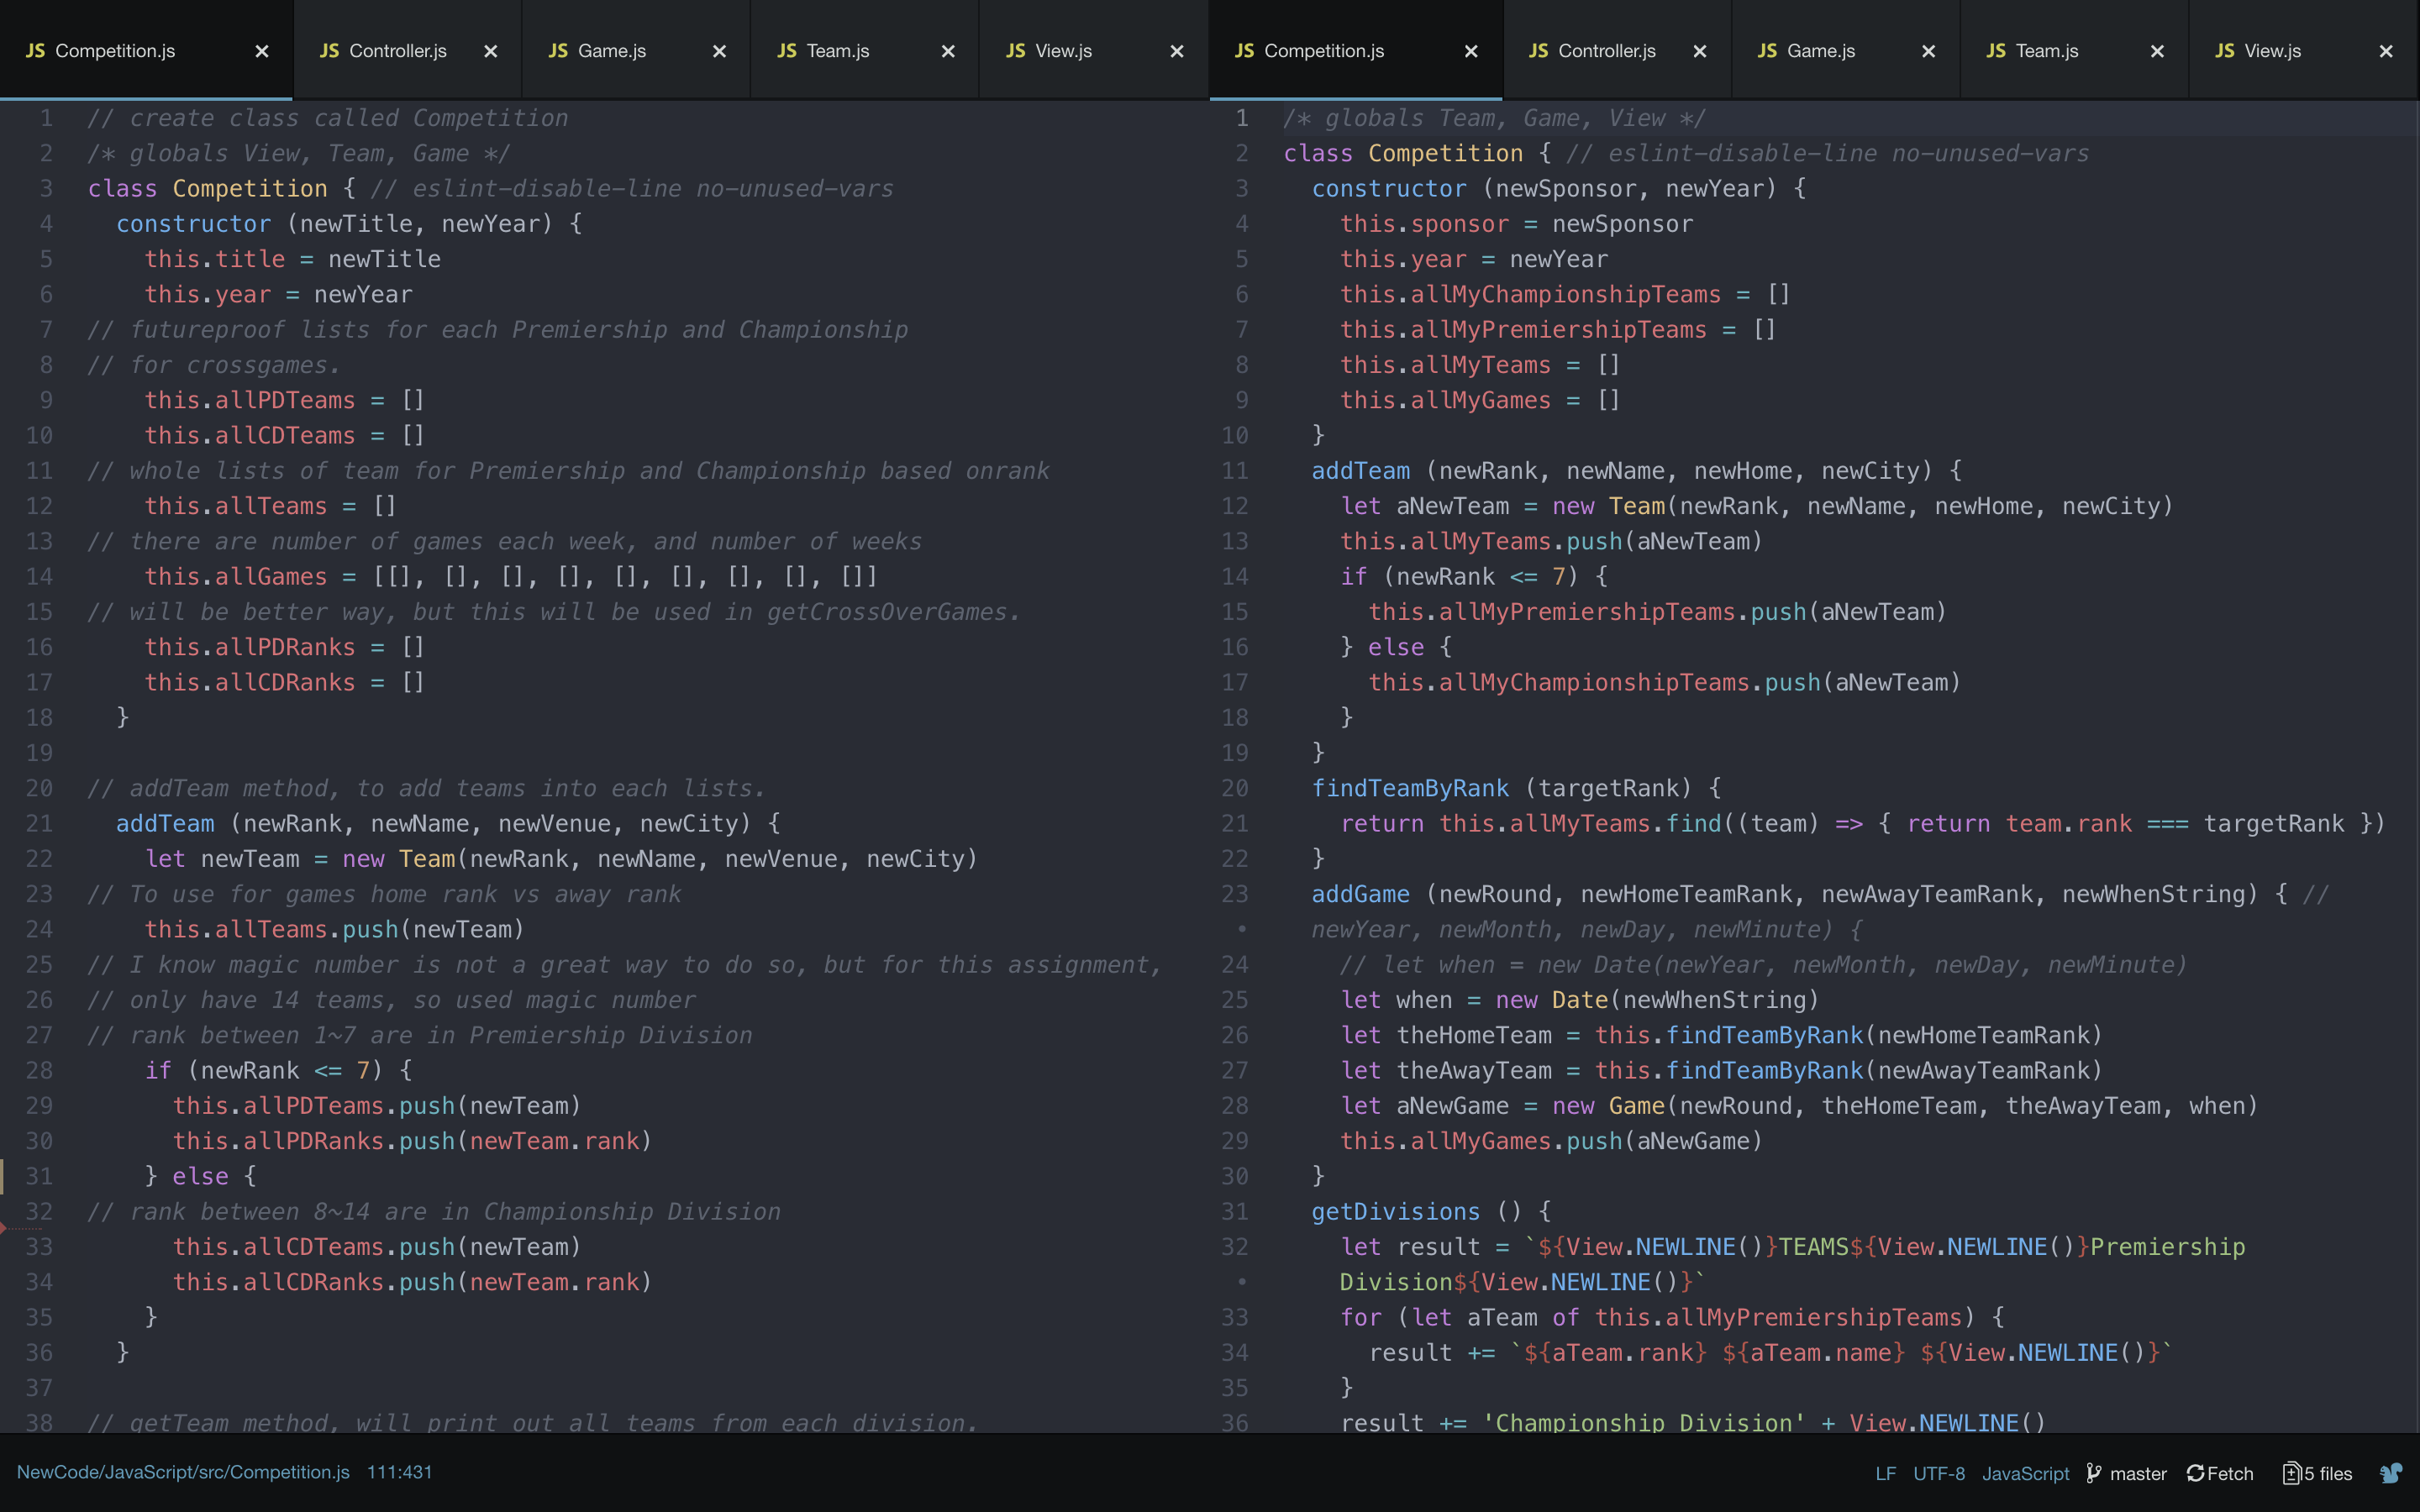 JS Competition.js × JS Controller.js × JS Game.js × JS Team.js × JS View.js ×
1 // create class called Competition
2 /* globals View, Team, Game */
3 class Competition { // eslint-disable-line no-unused-vars
4   constructor (newTitle, newYear) {
5     this.title = newTitle
6     this.year = newYear
7 // futureproof lists for each Premiership and Championship
8 // for crossgames.
9     this.allPDTeams = []
10     this.allCDTeams = []
11 // whole lists of team for Premiership and Championship based onrank
12     this.allTeams = []
13 // there are number of games each week, and number of weeks
14     this.allGames = [[], [], [], [], [], [], [], [], []]
15 // will be better way, but this will be used in getCrossOverGames.
16     this.allPDRanks = []
17     this.allCDRanks = []
18   }
19
20 // addTeam method, to add teams into each lists.
21   addTeam (newRank, newName, newVenue, newCity) {
22     let newTeam = new Team(newRank, newName, newVenue, newCity)
23 // To use for games home rank vs away rank
24     this.allTeams.push(newTeam)
25 // I know magic number is not a great way to do so, but for this assignment,
26 // only have 14 teams, so used magic number
27 // rank between 1~7 are in Premiership Division
28     if (newRank <= 7) {
29       this.allPDTeams.push(newTeam)
30       this.allPDRanks.push(newTeam.rank)
31     } else {
32 // rank between 8~14 are in Championship Division
33       this.allCDTeams.push(newTeam)
34       this.allCDRanks.push(newTeam.rank)
35     }
36   }
37
38 // getTeam method, will print out all teams from each division.
JS Competition.js × JS Controller.js × JS Game.js × JS Team.js × JS View.js ×
1 /* globals Team, Game, View */
2 class Competition { // eslint-disable-line no-unused-vars
3   constructor (newSponsor, newYear) {
4     this.sponsor = newSponsor
5     this.year = newYear
6     this.allMyChampionshipTeams = []
7     this.allMyPremiershipTeams = []
8     this.allMyTeams = []
9     this.allMyGames = []
10   }
11   addTeam (newRank, newName, newHome, newCity) {
12     let aNewTeam = new Team(newRank, newName, newHome, newCity)
13     this.allMyTeams.push(aNewTeam)
14     if (newRank <= 7) {
15       this.allMyPremiershipTeams.push(aNewTeam)
16     } else {
17       this.allMyChampionshipTeams.push(aNewTeam)
18     }
19   }
20   findTeamByRank (targetRank) {
21     return this.allMyTeams.find((team) => { return team.rank === targetRank })
22   }
23   addGame (newRound, newHomeTeamRank, newAwayTeamRank, newWhenString) { //
•   newYear, newMonth, newDay, newMinute) {
24     // let when = new Date(newYear, newMonth, newDay, newMinute)
25     let when = new Date(newWhenString)
26     let theHomeTeam = this.findTeamByRank(newHomeTeamRank)
27     let theAwayTeam = this.findTeamByRank(newAwayTeamRank)
28     let aNewGame = new Game(newRound, theHomeTeam, theAwayTeam, when)
29     this.allMyGames.push(aNewGame)
30   }
31   getDivisions () {
32     let result = `${View.NEWLINE()}TEAMS${View.NEWLINE()}Premiership
•     Division${View.NEWLINE()}`
33     for (let aTeam of this.allMyPremiershipTeams) {
34       result += `${aTeam.rank} ${aTeam.name} ${View.NEWLINE()}`
35     }
36     result += 'Championship Division' + View.NEWLINE()
NewCode/JavaScript/src/Competition.js 111:431 LF UTF-8 JavaScript master Fetch 5 files